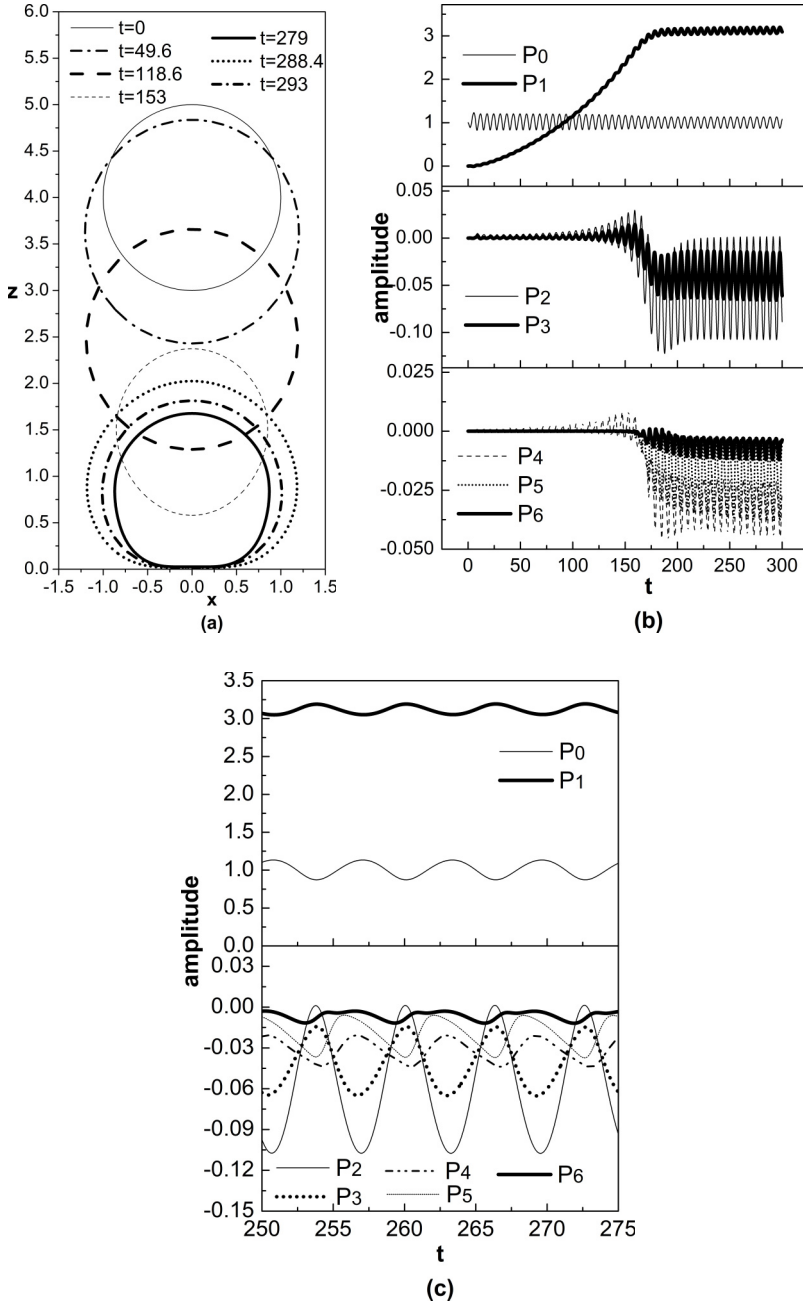 6.0
5.5
5.0
4.5
4.0
3.5
3.0
2.5
2.0
1.5
1.0
0.5
0.0
t=0
t=49.6
t=118.6
t=153
t=279
t=288.4
t=293
-1.5 -1.0 -0.5 0.0 0.5 1.0 1.5
x
(a)
3
2
1
0
P0
P1
0.05
0.00
-0.05
-0.10
amplitude
P2
P3
0.025
0.000
-0.025
-0.050
P4
P5
P6
0 50 100 150 200 250 300
t
(b)
3.5
3.0
2.5
2.0
1.5
1.0
0.5
0.0
P0
P1
amplitude
0.03
0.00
-0.03
-0.06
-0.09
-0.12
-0.15
P2 P4 P6
P3 P5
250 255 260 265 270 275
t
(c)